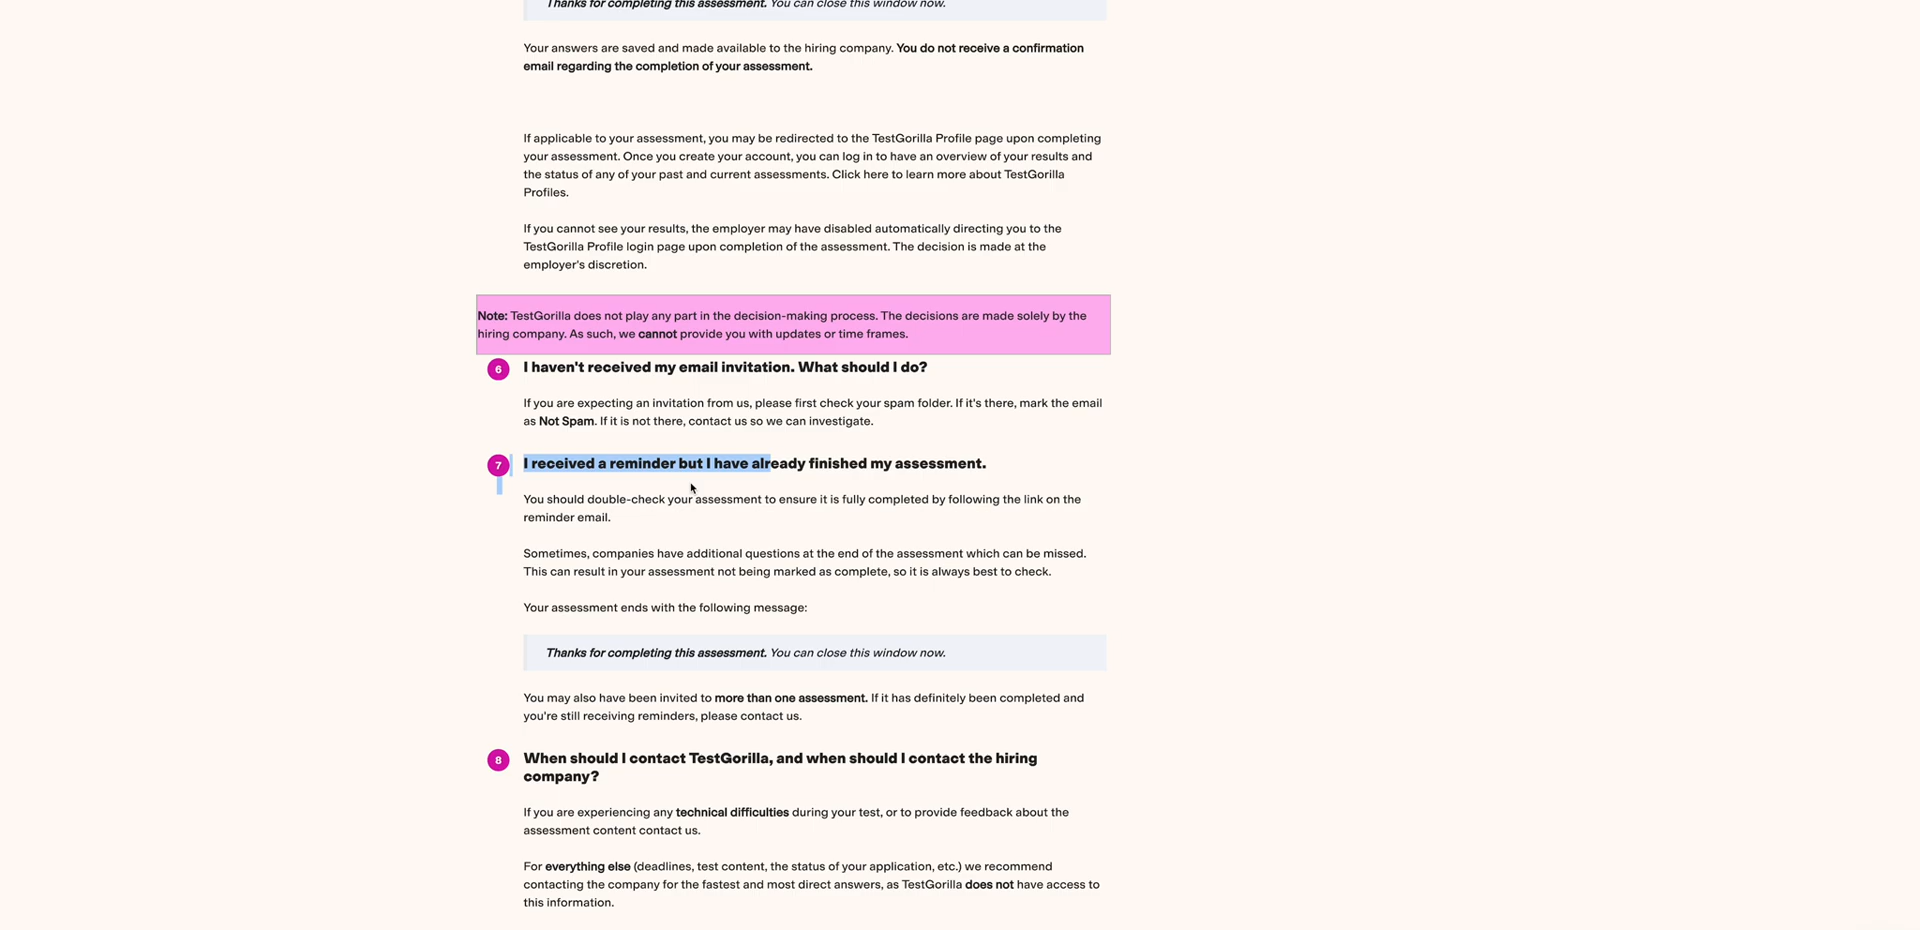 Thanks for completing this assessment. You can close this window now.
Your answers are saved and made available to the hiring company. You do not receive a confirmation
email regarding the completion of your assessment.
If applicable to your assessment, you may be redirected to the TestGorilla Profile page upon completing
your assessment. Once you create your account, you can log in to have an overview of your results and
the status of any of your past and current assessments. Click here to learn more about TestGorilla
Profiles.
If you cannot see your results, the employer may have disabled automatically directing you to the
TestGorilla Profile login page upon completion of the assessment. The decision is made at the
employer's discretion.
Note: TestGorilla does not play any part in the decision-making process. The decisions are made solely by the
hiring company. As such, we cannot provide you with updates or time frames.
6 I haven't received my email invitation. What should I do?
If you are expecting an invitation from us, please first check your spam folder. If it's there, mark the email
as Not Spam. If it is not there, contact us so we can investigate.
7 I received a reminder but I have already finished my assessment.
You should double-check your assessment to ensure it is fully completed by following the link on the
reminder email.
Sometimes, companies have additional questions at the end of the assessment which can be missed.
This can result in your assessment not being marked as complete, so it is always best to check.
Your assessment ends with the following message:
Thanks for completing this assessment. You can close this window now.
You may also have been invited to more than one assessment. If it has definitely been completed and
you're still receiving reminders, please contact us.
8 When should I contact TestGorilla, and when should I contact the hiring
company?
If you are experiencing any technical difficulties during your test, or to provide feedback about the
assessment content contact us.
For everything else (deadlines, test content, the status of your application, etc.) we recommend
contacting the company for the fastest and most direct answers, as TestGorilla does not have access to
this information.